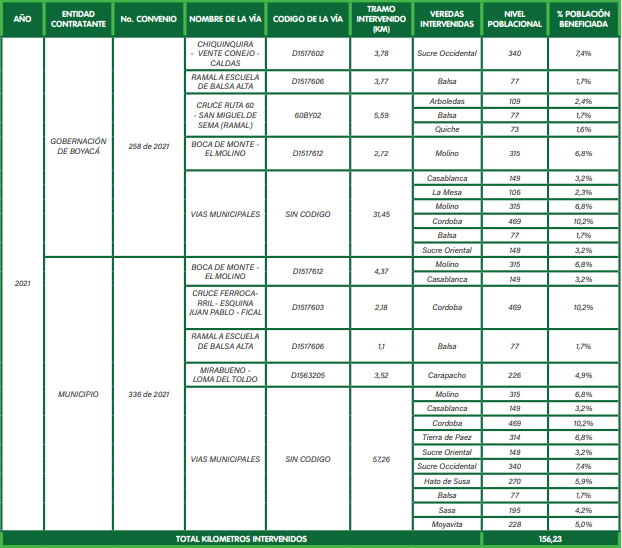 AÑO ENTIDAD CONTRATANTE No. CONVENIO NOMBRE DE LA VÍA CODIGO DE LA VÍA TRAMO INTERVENIDO (KM) VEREDAS INTERVENIDAS NIVEL POBLACIONAL % POBLACIÓN BENEFICIADA
2021
GOBERNACIÓN DE BOYACÁ 258 de 2021
CHIQUINQUIRA - VENTE CONEJO - CALDAS D1517602 3,78 Sucre Occidental 340 7,4%
RAMAL A ESCUELA DE BALSA ALTA D1517606 3,77 Balsa 77 1,7%
CRUCE RUTA 60 - SAN MIGUEL DE SEMA (RAMAL) 60BY02 5,59 Arboledas 109 2,4%
Balsa 77 1,7%
Quiche 73 1,6%
BOCA DE MONTE - EL MOLINO D1517612 2,72 Molino 315 6,8%
VIAS MUNICIPALES SIN CODIGO 31,45 Casablanca 149 3,2%
La Mesa 106 2,3%
Molino 315 6,8%
Cordoba 469 10,2%
Balsa 77 1,7%
Sucre Oriental 148 3,2%
MUNICIPIO 336 de 2021
BOCA DE MONTE - EL MOLINO D1517612 4,37 Molino 315 6,8%
Casablanca 149 3,2%
CRUCE FERROCA-RRIL - ESQUINA JUAN PABLO - FICAL D1517603 2,18 Cordoba 469 10,2%
RAMAL A ESCUELA DE BALSA ALTA D1517606 1,1 Balsa 77 1,7%
MIRABUENO - LOMA DEL TOLDO D1563205 3,52 Carapacho 226 4,9%
VIAS MUNICIPALES SIN CODIGO 57,26 Molino 315 6,8%
Casablanca 149 3,2%
Cordoba 469 10,2%
Tierra de Paez 314 6,8%
Sucre Oriental 148 3,2%
Sucre Occidental 340 7,4%
Hato de Susa 270 5,9%
Balsa 77 1,7%
Sasa 195 4,2%
Moyavita 228 5,0%
TOTAL KILOMETROS INTERVENIDOS 156,23